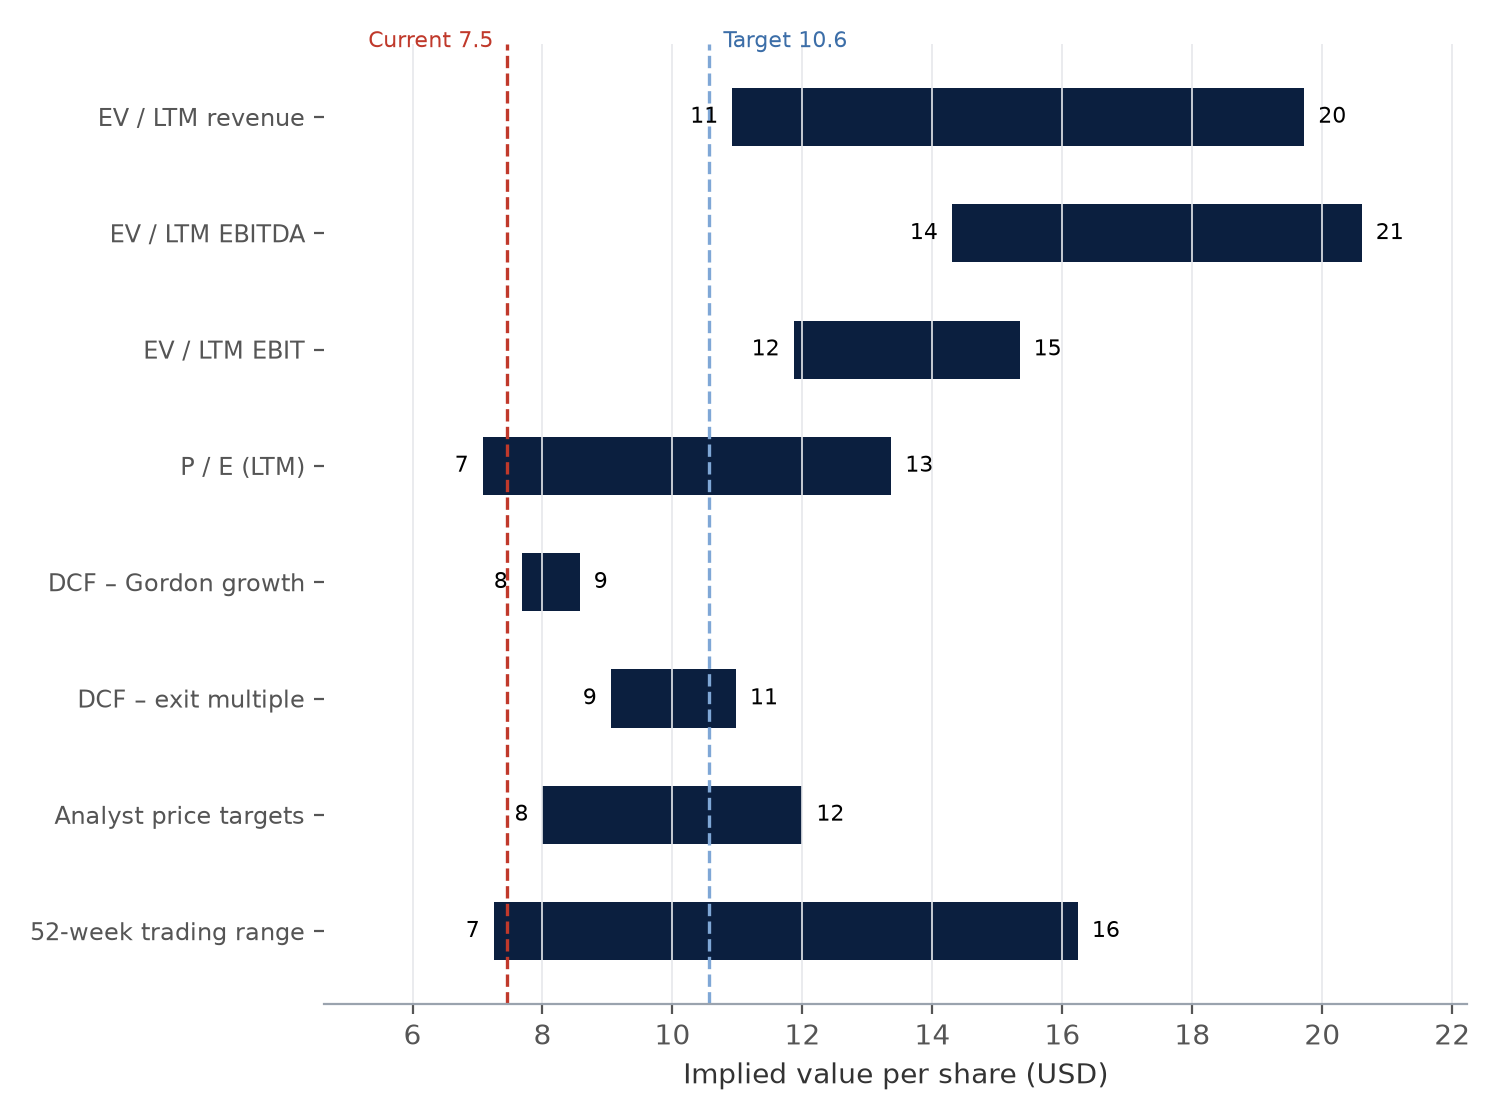 Current 7.5
Target 10.6
EV / LTM revenue
11
20
EV / LTM EBITDA
14
21
EV / LTM EBIT
12
15
P / E (LTM)
7
13
DCF – Gordon growth
8
9
DCF – exit multiple
9
11
Analyst price targets
8
12
52-week trading range
7
16
6 8 10 12 14 16 18 20 22
Implied value per share (USD)